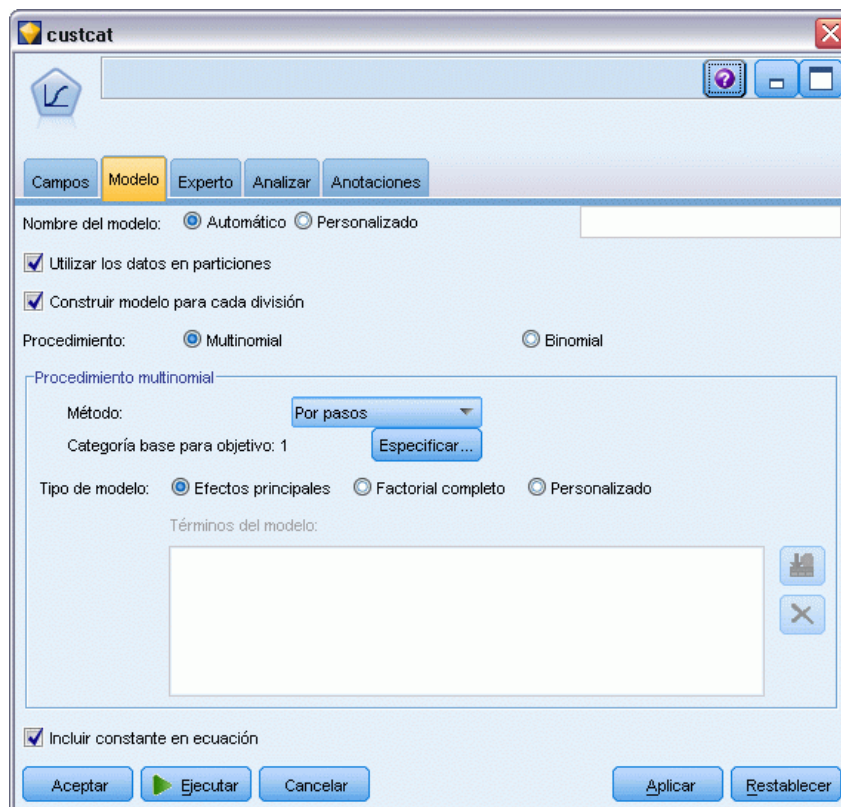 custcat
Campos Modelo Experto Analizar Anotaciones
Nombre del modelo: Automático Personalizado
Utilizar los datos en particiones
Construir modelo para cada división
Procedimiento: Multinomial Binomial
Procedimiento multinomial
Método: Por pasos
Categoría base para objetivo: 1 Especificar...
Tipo de modelo: Efectos principales Factorial completo Personalizado
Términos del modelo:
Incluir constante en ecuación
Aceptar Ejecutar Cancelar Aplicar Restablecer